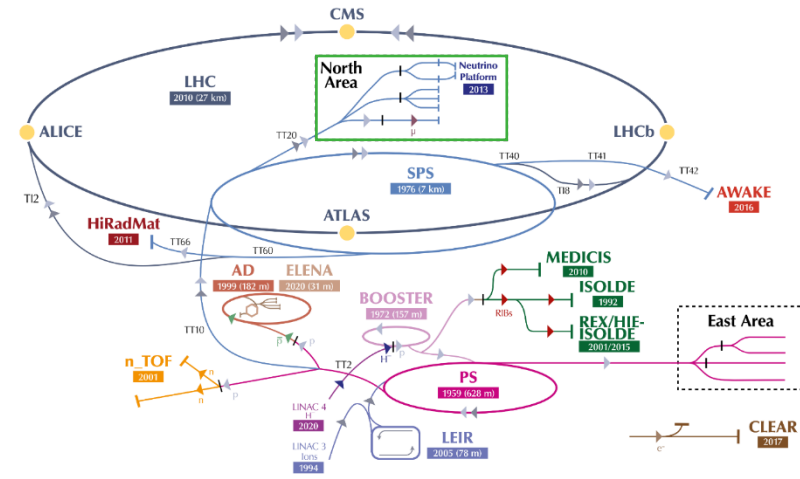 CMS
North
Area
Neutrino
Platform
2013
LHC
2010 (27 km)
TT20
μ
ALICE
LHCb
TT40
TT41
TT42
SPS
1976 (7 km)
TI8
TI2
AWAKE
2016
HiRadMat
2011
ATLAS
TT66
TT60
AD
1999 (182 m)
ELENA
2020 (31 m)
MEDICIS
2010
BOOSTER
1972 (157 m)
ISOLDE
1992
RIBs
REX/HIE-
ISOLDE
2001/2015
East Area
TT10
p
p
TT2
H-
p
n_TOF
2001
n
n
p
PS
1959 (628 m)
LINAC 4
H-
2020
LINAC 3
Ions
1994
LEIR
2005 (78 m)
CLEAR
2017
e-